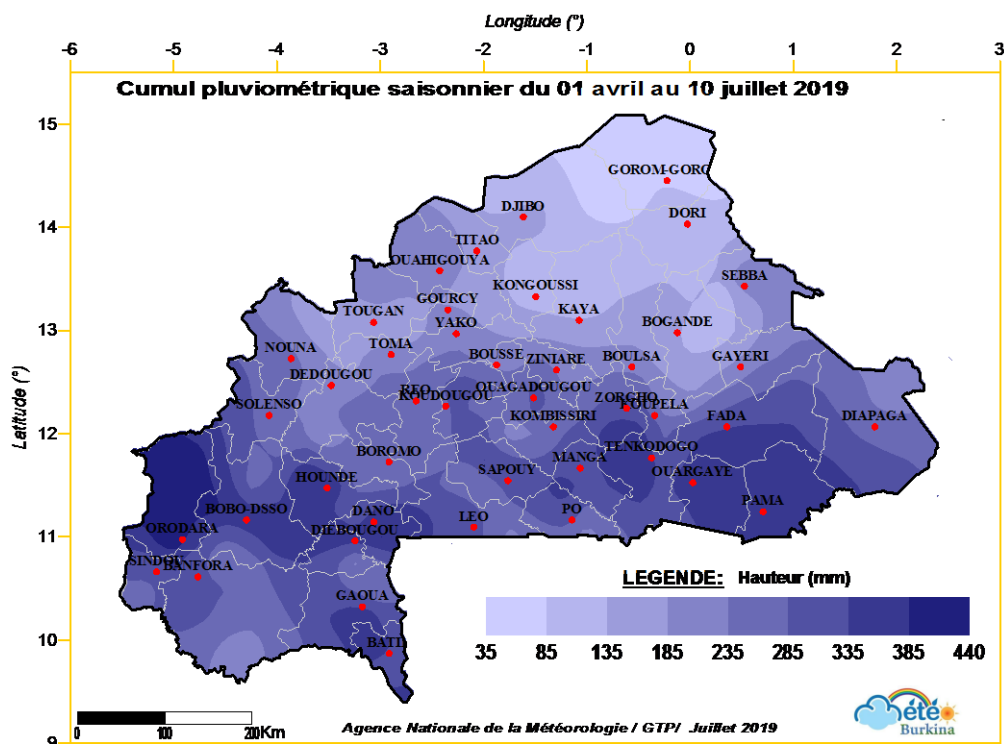 Longitude (°)
-6 -5 -4 -3 -2 -1 0 1 2 3
Cumul pluviométrique saisonnier du 01 avril au 10 juillet 2019
15
GOROM-GORO
DJIBO
DORI
14
TITAO
OUAHIGOUYA
SEBBA
KONGOUSSI
GOURCY
KAYA
TOUGAN
YAKO
BOGANDE
13
TOMA
NOUNA
BOUSSE
ZINIARE
BOULSA
GAYERI
DEDOUGOU
REO
KOUDOUGOU
OUAGADOUGOU
ZORGHO
SOLENSO
KOUPELA
KOMBISSIRI
FADA
DIAPAGA
Latitude (°)
12
BOROMO
TENKODOGO
MANGA
SAPOUY
OUARGAYE
HOUNDE
PAMA
BOBO-DSSO
DANO
LEO
PO
ORODARA
DIEBOUGOU
11
SINDOU
BANFORA
LEGENDE: Hauteur (mm)
GAOUA
BATI
10
35 85 135 185 235 285 335 385 440
0 100 200 Km
Agence Nationale de la Météorologie / GTP/ Juillet 2019
Météo
Burkina
9